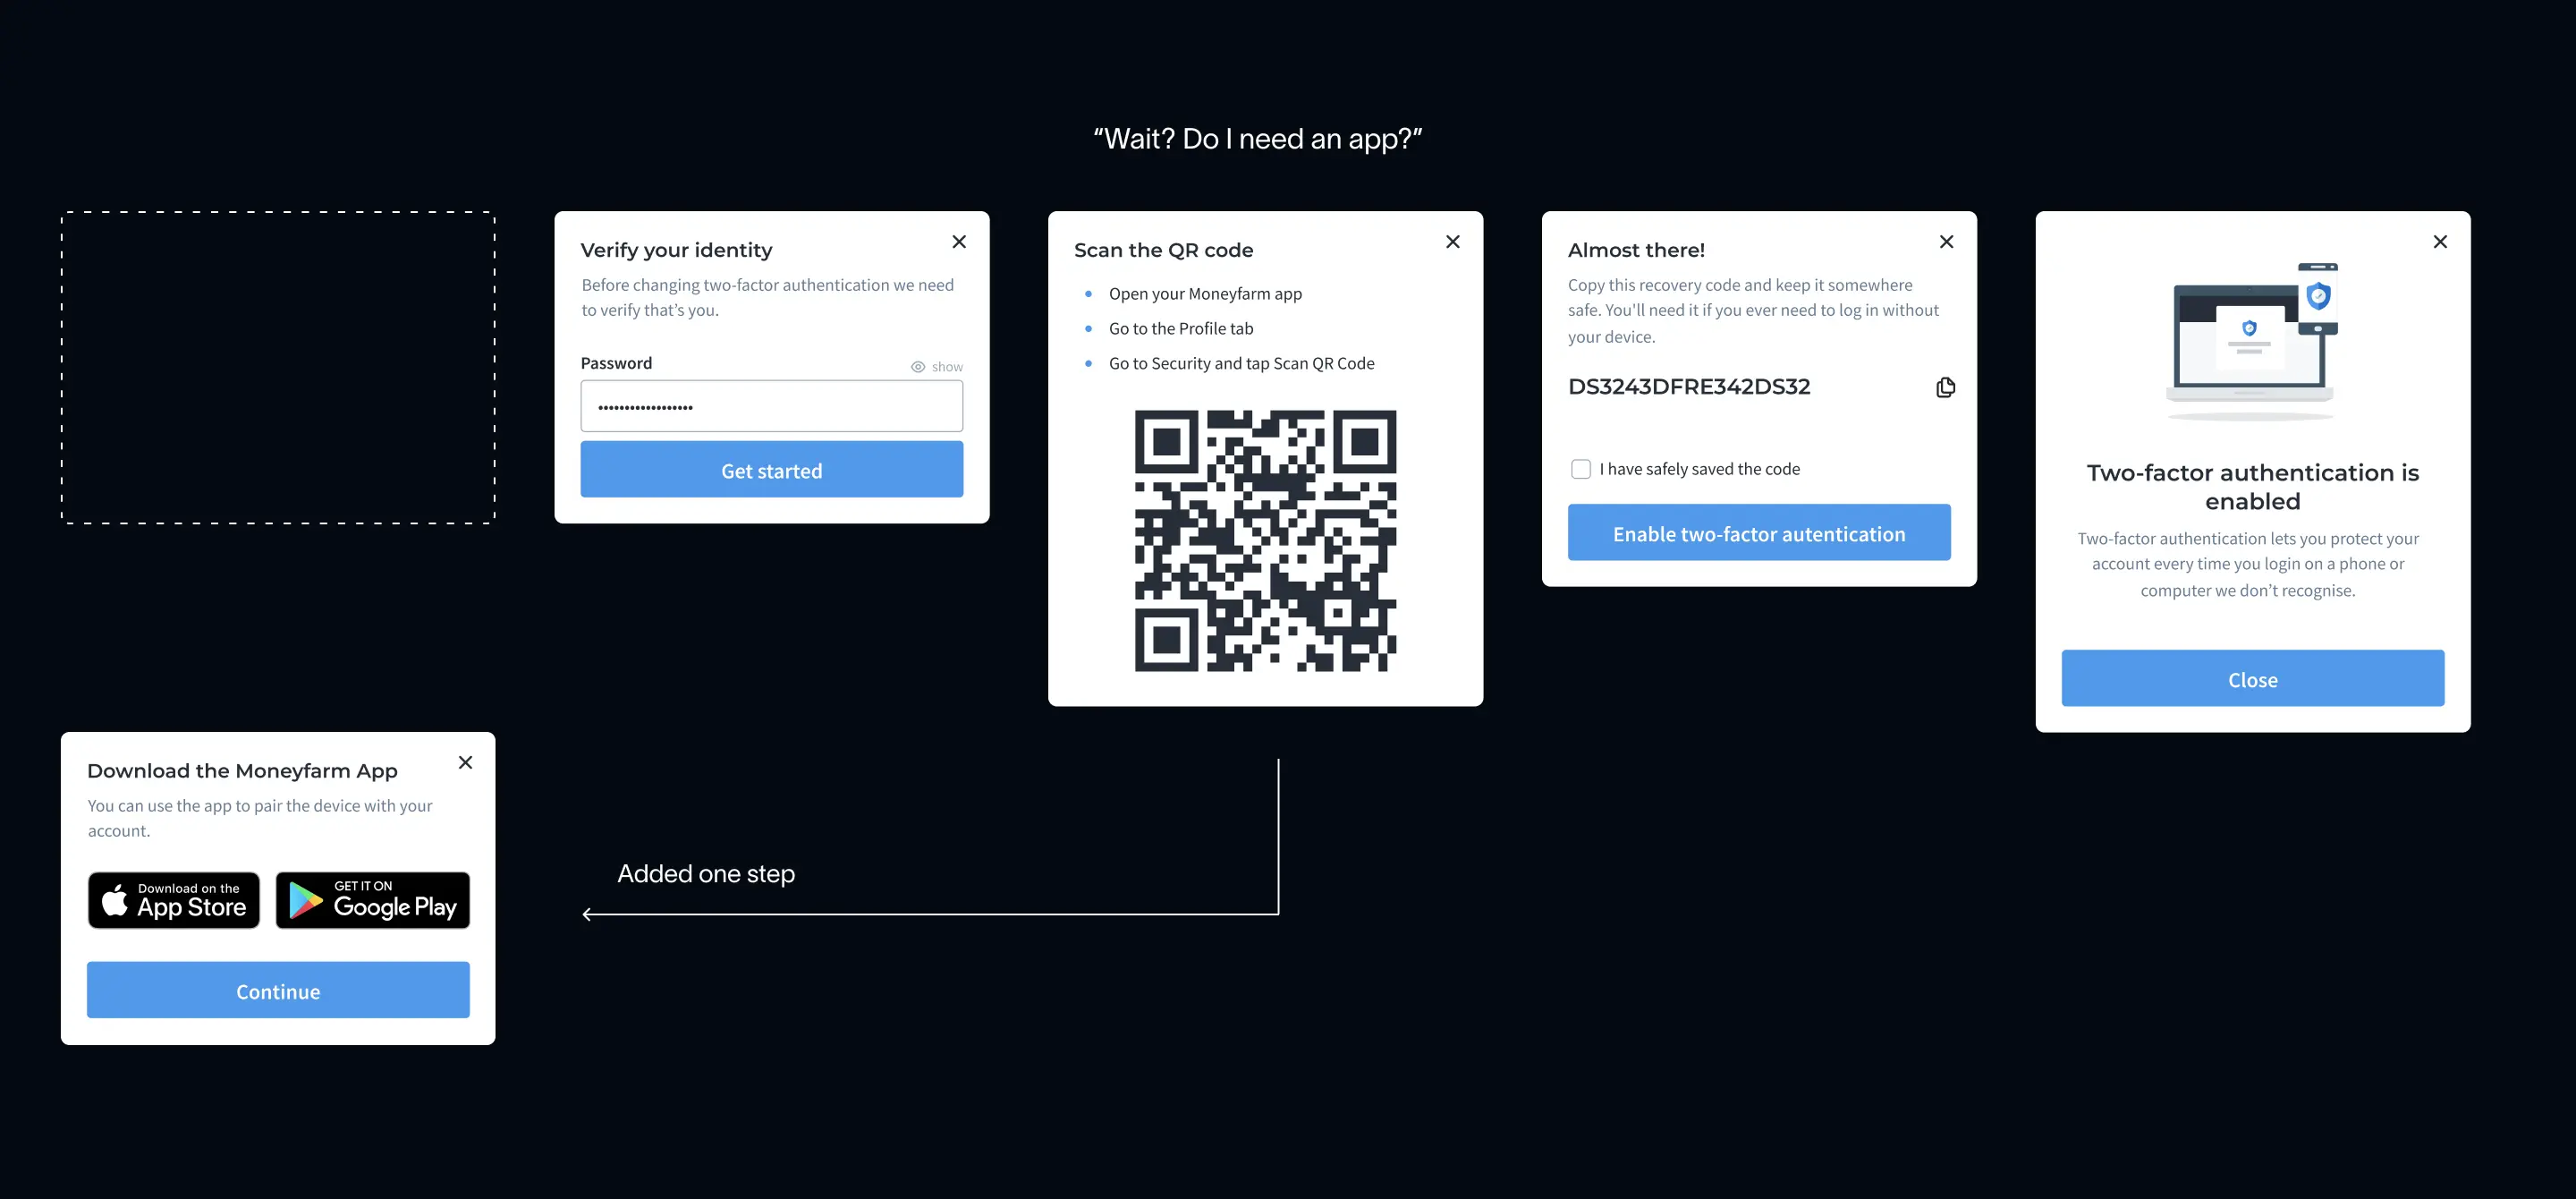 “Wait? Do I need an app?”
Verify your identity
Before changing two-factor authentication we need
to verify that’s you.
Password
show
••••••••••••••••••
Get started
Scan the QR code
Open your Moneyfarm app
Go to the Profile tab
Go to Security and tap Scan QR Code
Almost there!
Copy this recovery code and keep it somewhere
safe. You'll need it if you ever need to log in without
your device.
DS3243DFRE342DS32
I have safely saved the code
Enable two-factor autentication
Two-factor authentication is
enabled
Two-factor authentication lets you protect your
account every time you login on a phone or
computer we don’t recognise.
Close
Download the Moneyfarm App
You can use the app to pair the device with your
account.
Download on the
App Store
GET IT ON
Google Play
Continue
Added one step